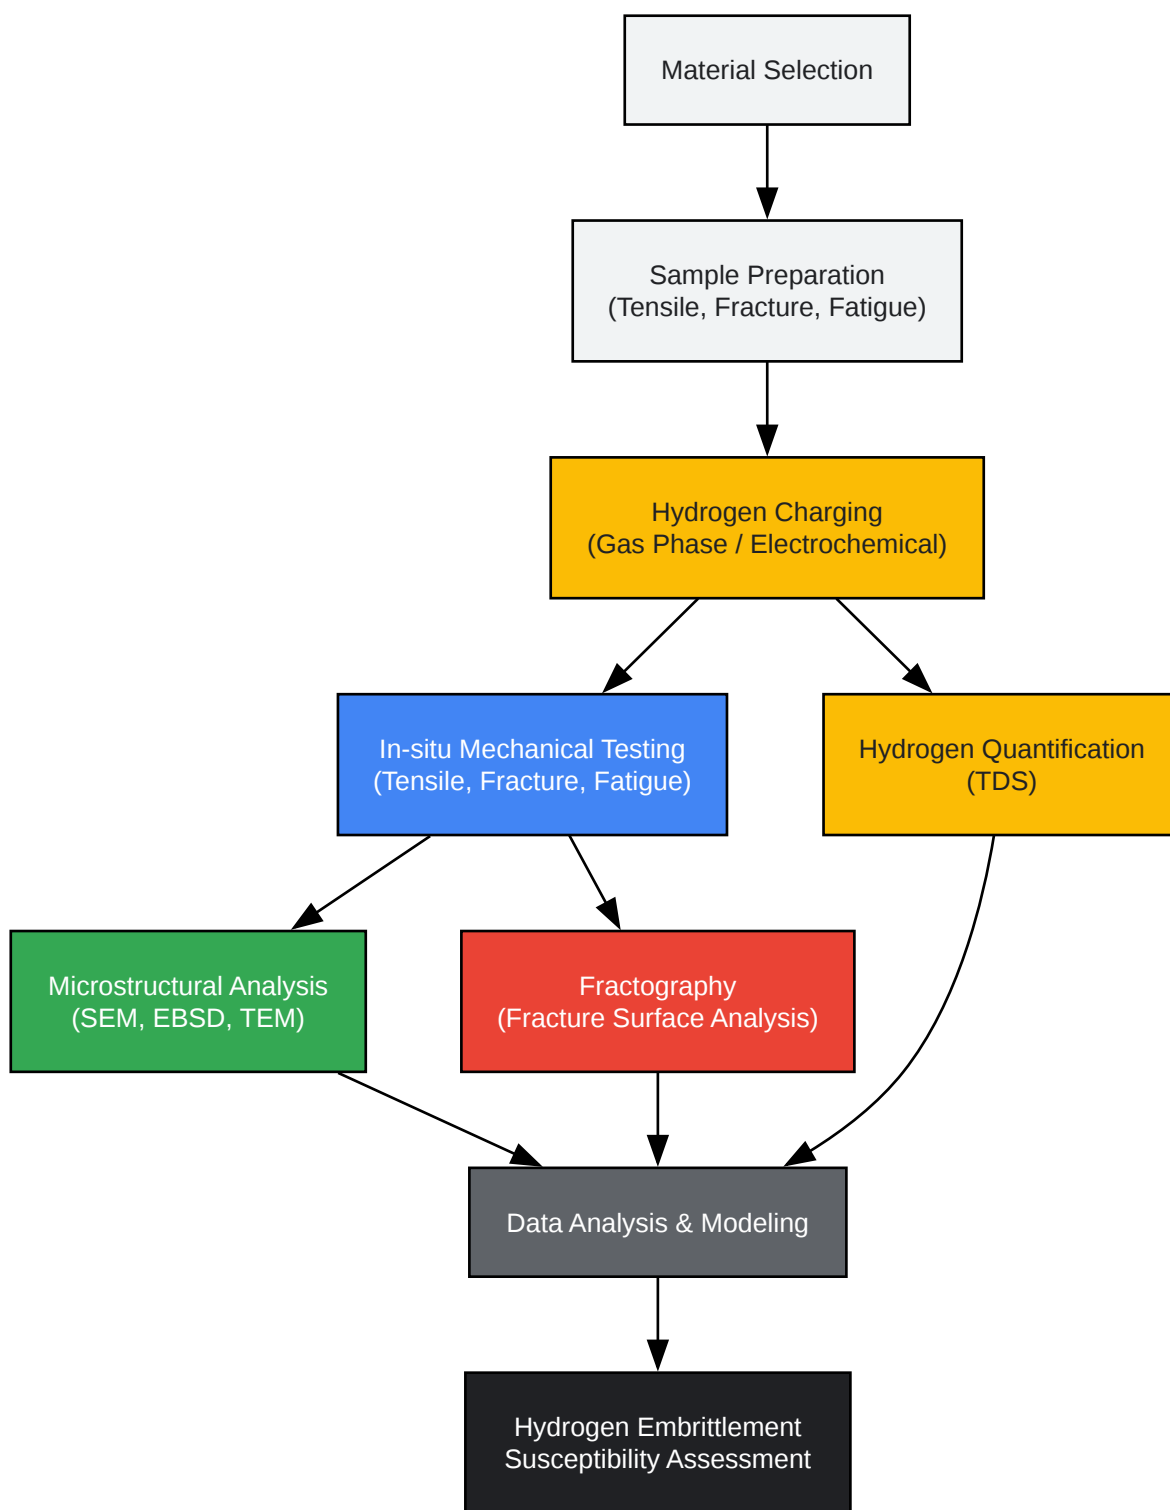 Material Selection
Sample Preparation
(Tensile, Fracture, Fatigue)
Hydrogen Charging
(Gas Phase / Electrochemical)
In-situ Mechanical Testing
(Tensile, Fracture, Fatigue)
Hydrogen Quantification
(TDS)
Microstructural Analysis
(SEM, EBSD, TEM)
Fractography
(Fracture Surface Analysis)
Data Analysis & Modeling
Hydrogen Embrittlement
Susceptibility Assessment